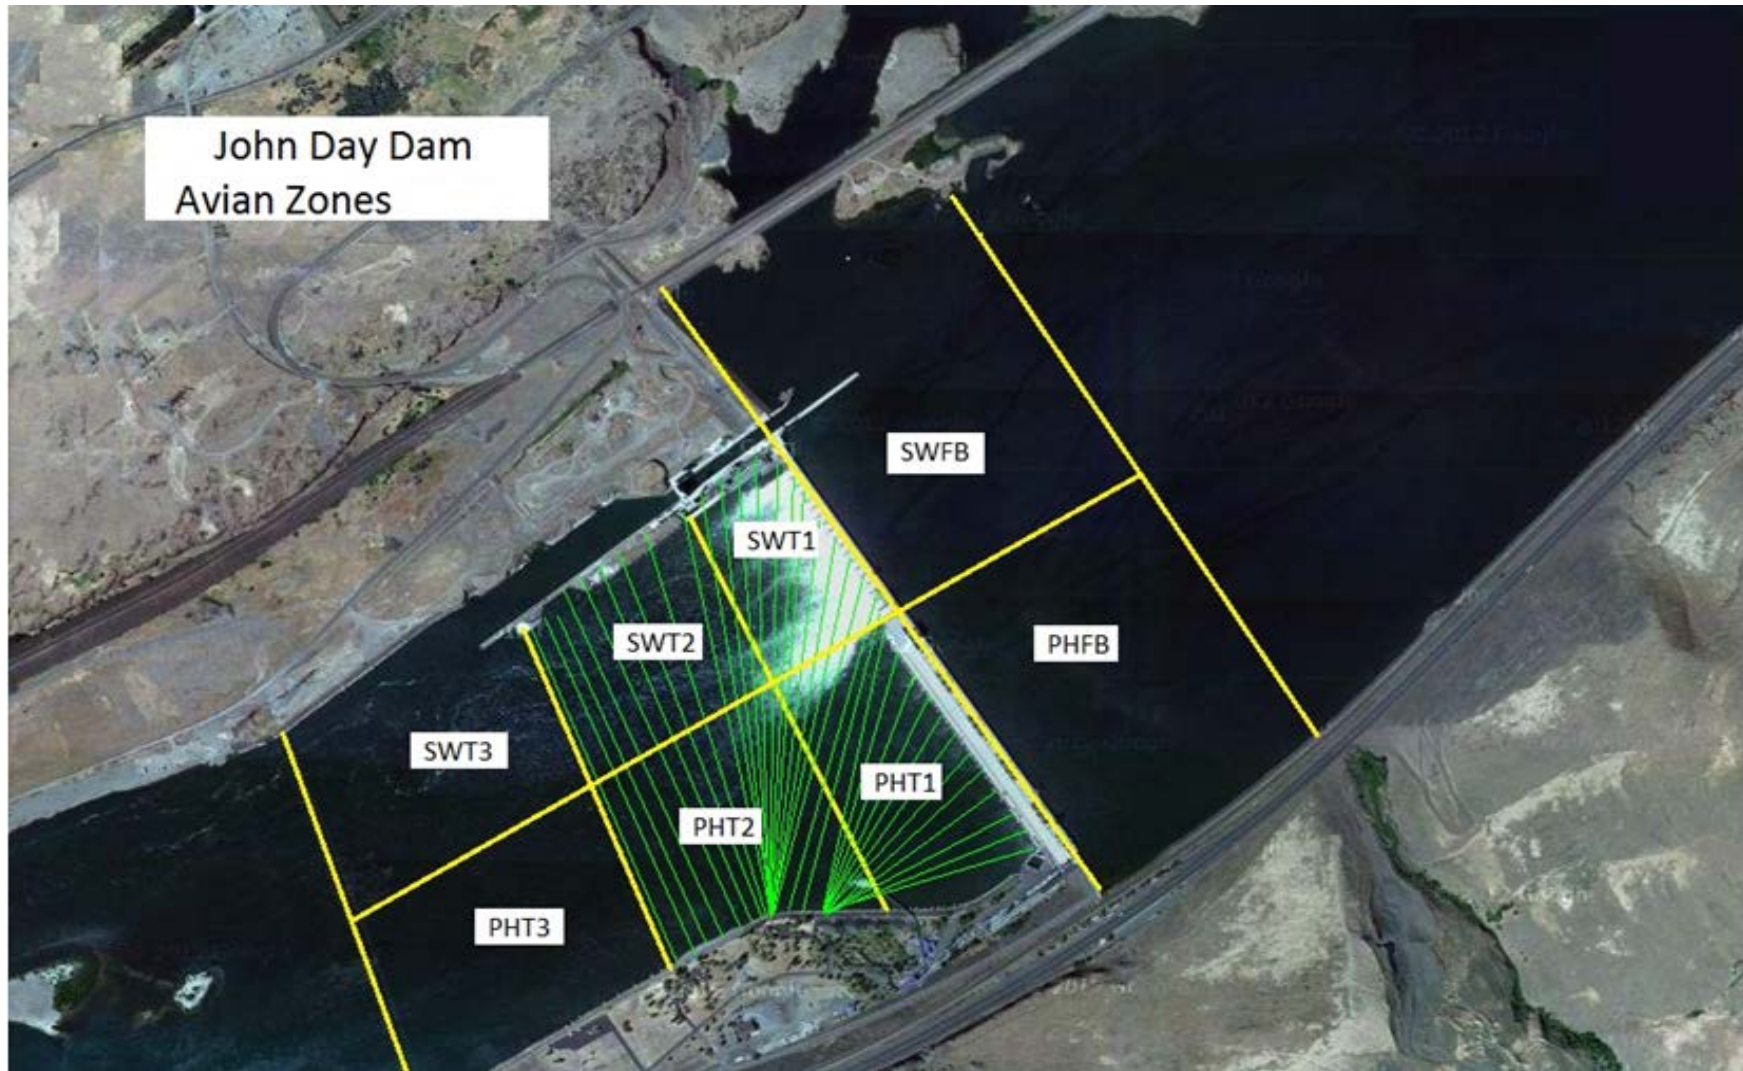 John Day Dam
Avian Zones
SWFB
SWT1
SWT2
PHFB
SWT3
PHT1
PHT2
PHT3